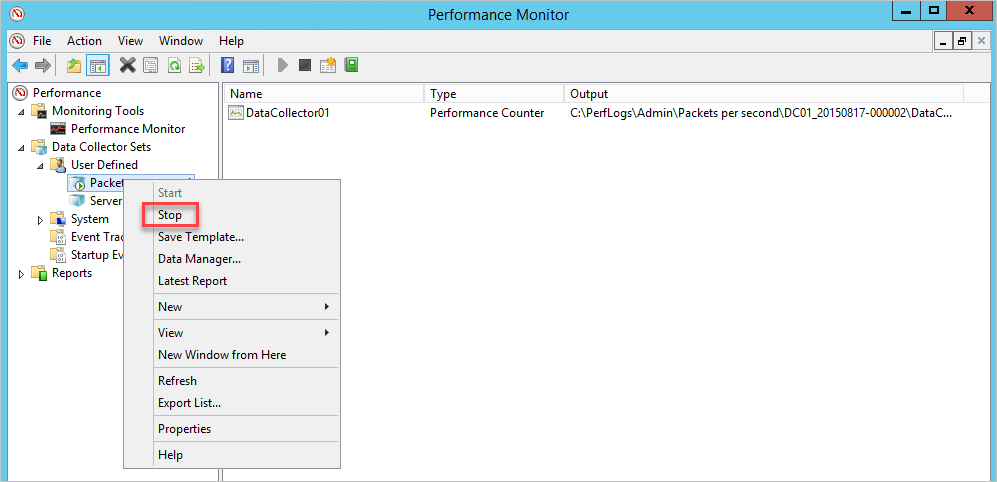 Performance Monitor
File Action View Window Help
Performance
Monitoring Tools
Performance Monitor
Data Collector Sets
User Defined
Packet
Server
System
Event Tra
Startup Ev
Reports
Name Type Output
DataCollector01 Performance Counter C:\PerfLogs\Admin\Packets per second\DC01_20150817-000002\DataC...
Start
Stop
Save Template...
Data Manager...
Latest Report
New
View
New Window from Here
Refresh
Export List...
Properties
Help